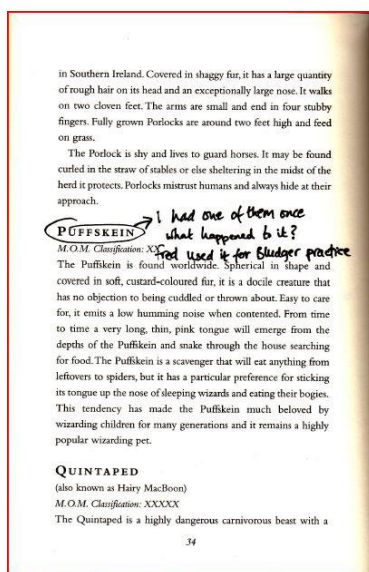 in Southern Ireland. Covered in shaggy fur, it has a large quantity
of rough hair on its head and an exceptionally large nose. It walks
on two cloven feet. The arms are small and end in four stubby
fingers. Fully grown Porlocks are around two feet high and feed
on grass.
The Porlock is shy and lives to guard horses. It may be found
curled in the straw of stables or else sheltering in the midst of the
herd it protects. Porlocks mistrust humans and always hide at their
approach.
I had one of them once
PUFFSKEIN what happened to it?
M.O.M. Classification: XX Fred used it for Bludger practice
The Puffskein is found worldwide. Spherical in shape and
covered in soft, custard-coloured fur, it is a docile creature that
has no objection to being cuddled or thrown about. Easy to care
for, it emits a low humming noise when contented. From time
to time a very long, thin, pink tongue will emerge from the
depths of the Puffskein and snake through the house searching
for food. The Puffskein is a scavenger that will eat anything from
leftovers to spiders, but it has a particular preference for sticking
its tongue up the nose of sleeping wizards and eating their bogies.
This tendency has made the Puffskein much beloved by
wizarding children for many generations and it remains a highly
popular wizarding pet.
QUINTAPED
(also known as Hairy MacBoon)
M.O.M. Classification: XXXXX
The Quintaped is a highly dangerous carnivorous beast with a
34